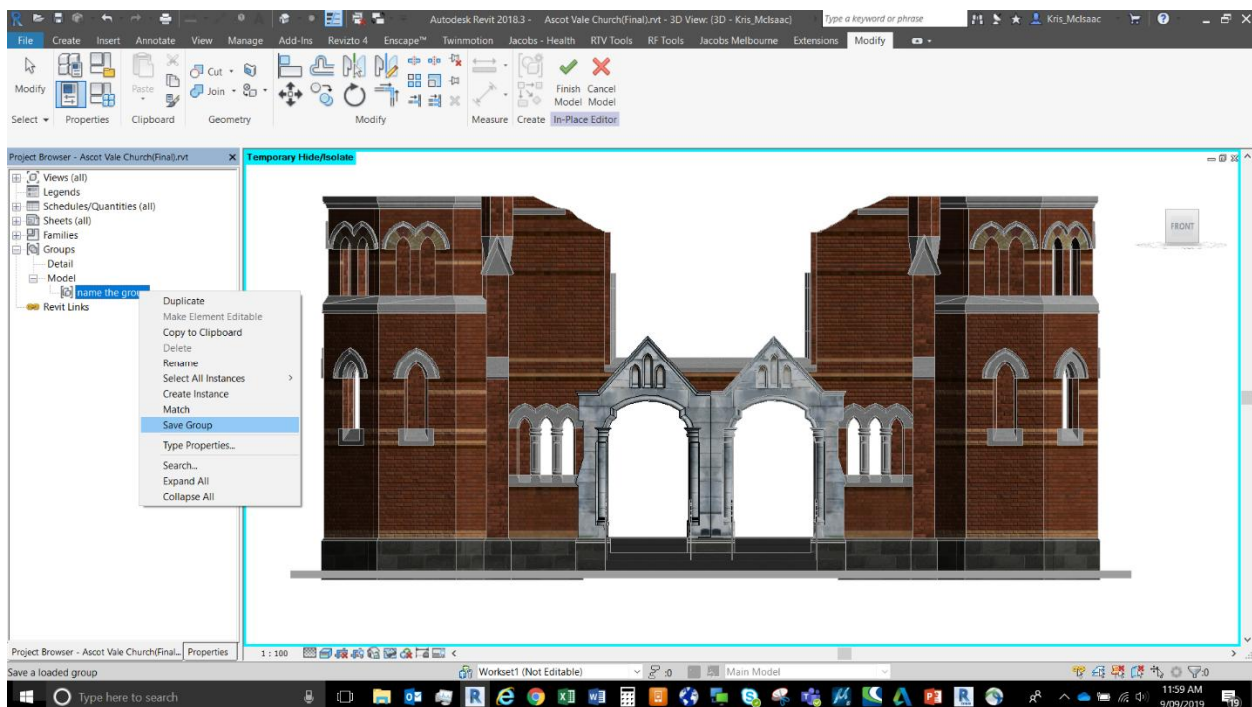 Autodesk Revit 2018.3 - Ascot Vale Church(Final).rvt - 3D View: {3D - Kris_McIsaac} Type a keyword or phrase Kris_McIsaac
File Create Insert Annotate View Manage Add-Ins Revizto 4 Enscape™ Twinmotion Jacobs - Health RTV Tools RF Tools Jacobs Melbourne Extensions Modify
Modify Paste Cut Join Finish Model Cancel Model
Select Properties Clipboard Geometry Modify Measure Create In-Place Editor
Project Browser - Ascot Vale Church(Final).rvt X
Temporary Hide/Isolate
Views (all)
Legends
Schedules/Quantities (all)
Sheets (all)
Families
Groups
Detail
Model
name the grou
Revit Links
Duplicate
Make Element Editable
Copy to Clipboard
Delete
Rename
Select All Instances >
Create Instance
Match
Save Group
Type Properties...
Search...
Expand All
Collapse All
FRONT
Project Browser - Ascot Vale Church(Final... Properties
1 : 100
Save a loaded group
Workset1 (Not Editable) :0 Main Model :0
Type here to search
11:59 AM
9/09/2019
19